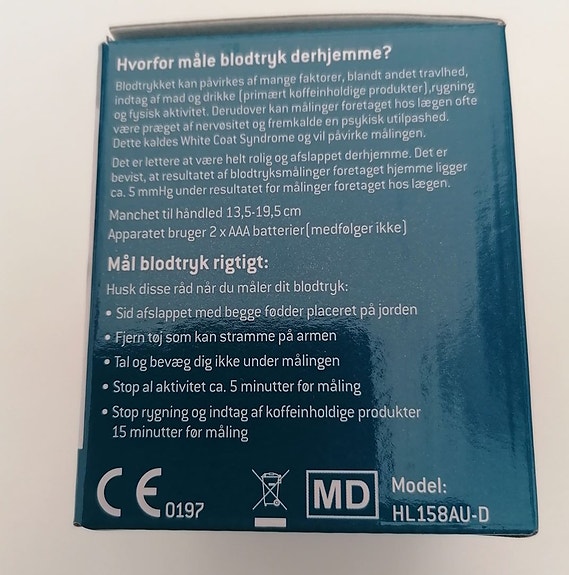 Hvorfor måle blodtryk derhjemme?
Blodtrykket kan påvirkes af mange faktorer, blandt andet travlhed,
indtag af mad og drikke (primært koffeinholdige produkter),rygning
og fysisk aktivitet. Derudover kan målinger foretaget hos lægen ofte
være præget af nervøsitet og fremkalde en psykisk utilpashed.
Dette kaldes White Coat Syndrome og vil påvirke målingen.
Det er lettere at være helt rolig og afslappet derhjemme. Det er
bevist, at resultatet af blodtryksmålinger foretaget hjemme ligger
ca. 5 mmHg under resultatet for målinger foretaget hos lægen.
Manchet til håndled 13,5-19,5 cm
Apparatet bruger 2 x AAA batterier(medfølger ikke)
Mål blodtryk rigtigt:
Husk disse råd når du måler dit blodtryk:
• Sid afslappet med begge fødder placeret på jorden
• Fjern tøj som kan stramme på armen
• Tal og bevæg dig ikke under målingen
• Stop al aktivitet ca. 5 minutter før måling
• Stop rygning og indtag af koffeinholdige produkter
15 minutter før måling
CE 0197
MD
Model:
HL158AU-D